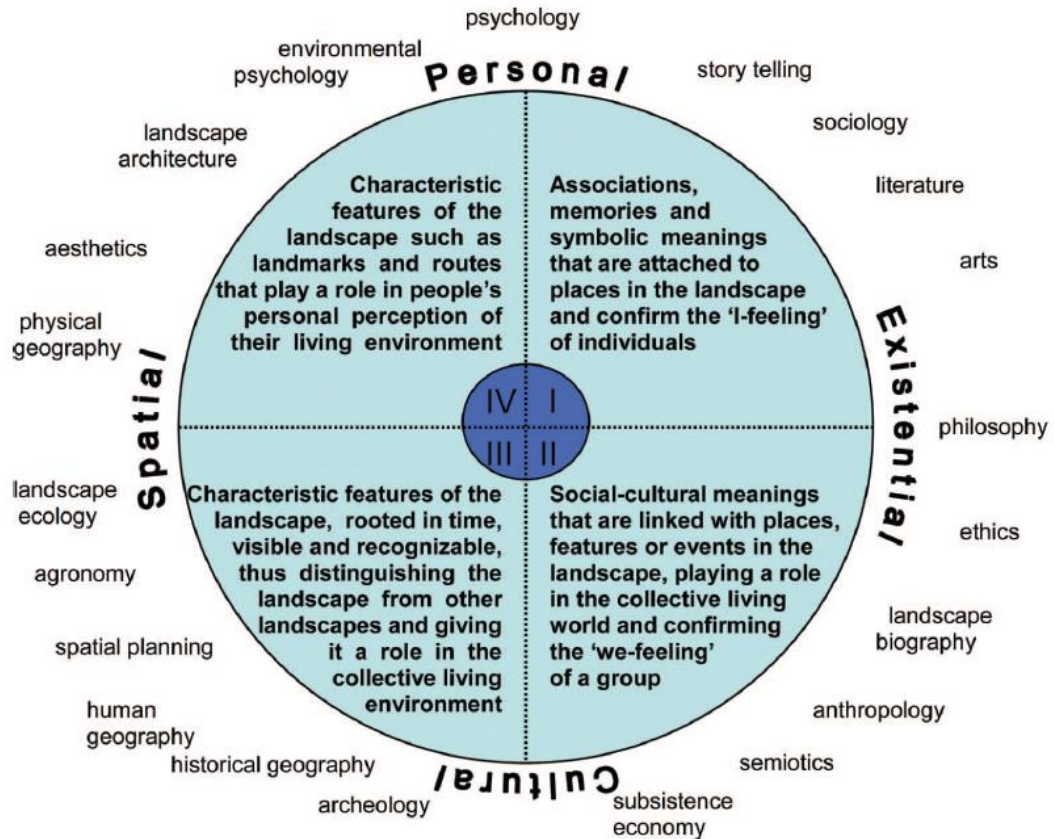 psychology
environmental
psychology
Personal
story telling
landscape
architecture
sociology
literature
aesthetics
arts
physical
geography
Spatial
Existential
Characteristic
features of the
landscape such as
landmarks and routes
that play a role in people's
personal perception of
their living environment
Associations,
memories and
symbolic meanings
that are attached to
places in the landscape
and confirm the 'I-feeling'
of individuals
IV I
III II
philosophy
landscape
ecology
ethics
agronomy
Characteristic features of the
landscape, rooted in time,
visible and recognizable,
thus distinguishing the
landscape from other
landscapes and giving
it a role in the
collective living
environment
Social-cultural meanings
that are linked with places,
features or events in the
landscape, playing a role
in the collective living
world and confirming
the 'we-feeling'
of a group
landscape
biography
spatial planning
anthropology
human
geography
semiotics
historical geography
Cultural
archeology
subsistence
economy